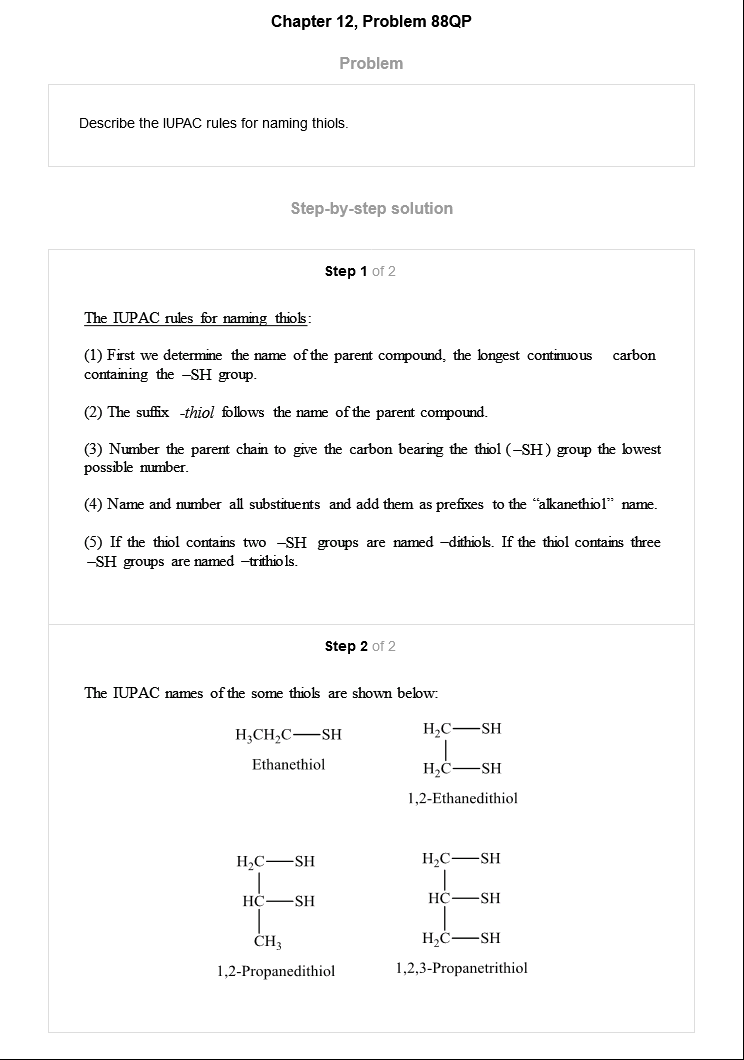 Chapter 12, Problem 88QP
Problem
Describe the IUPAC rules for naming thiols.
Step-by-step solution
Step 1 of 2
The IUPAC rules for naming thiols:
(1) First we determine the name of the parent compound, the longest continuous carbon
containing the –SH group.
(2) The suffix -thiol follows the name of the parent compound.
(3) Number the parent chain to give the carbon bearing the thiol (–SH) group the lowest
possible number.
(4) Name and number all substituents and add them as prefixes to the “alkanethiol” name.
(5) If the thiol contains two –SH groups are named –dithiols. If the thiol contains three
–SH groups are named –trithiols.
Step 2 of 2
The IUPAC names of the some thiols are shown below:
H₃CH₂C—SH
Ethanethiol
H₂C—SH
H₂C—SH
1,2-Ethanedithiol
H₂C—SH
HC—SH
CH₃
1,2-Propanedithiol
H₂C—SH
HC—SH
H₂C—SH
1,2,3-Propanetrithiol